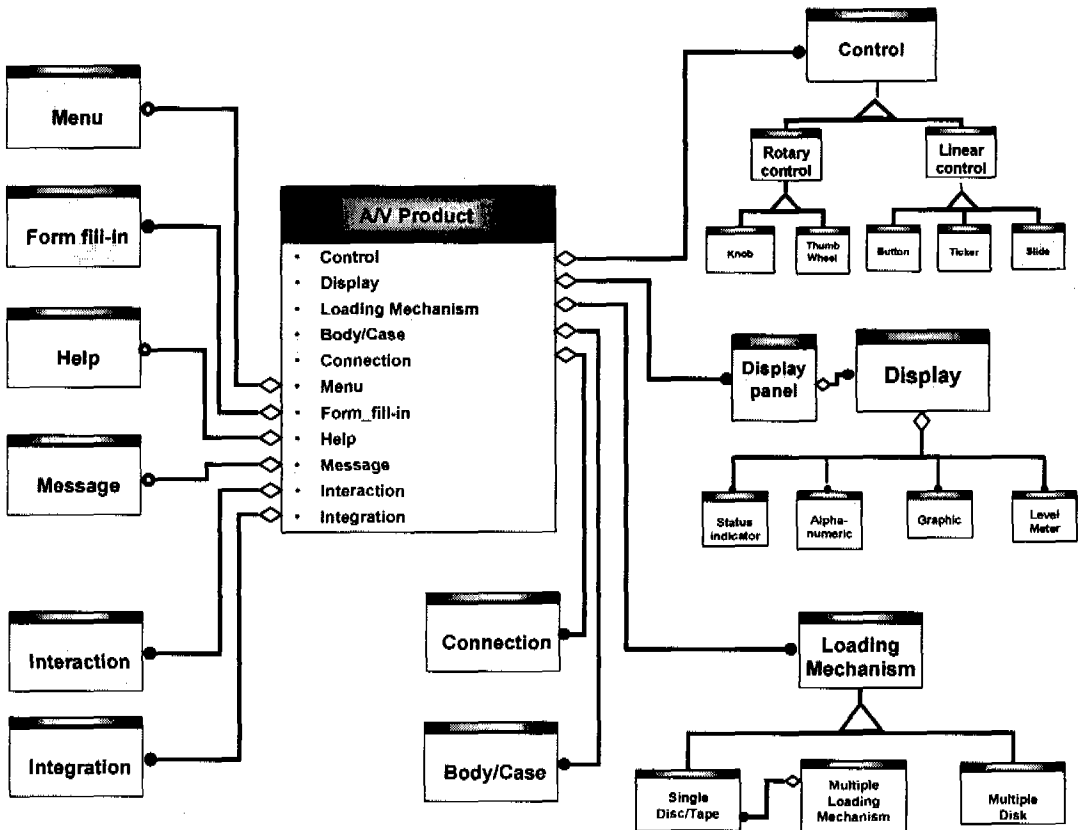 Control
Menu
Rotary
control
Linear
control
A/V Product
Form fill-in
Knob
Thumb
Wheel
Button
Ticker
Slide
• Control
• Display
• Loading Mechanism
• Body/Case
• Connection
• Menu
• Form_fill-in
• Help
• Message
• Interaction
• Integration
Help
Display
panel
Display
Message
Status
indicator
Alpha-
numeric
Graphic
Level
Meter
Interaction
Connection
Loading
Mechanism
Integration
Body/Case
Single
Disc/Tape
Multiple
Loading
Mechanism
Multiple
Disk